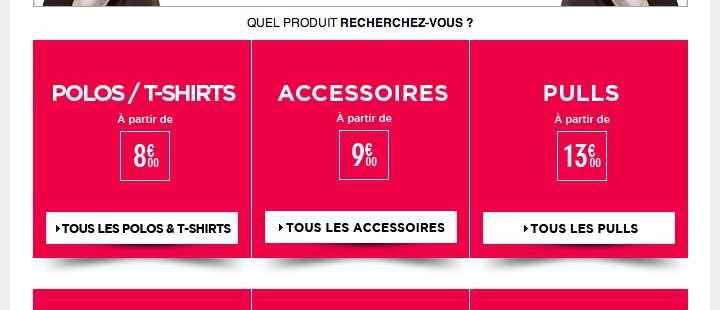 QUEL PRODUIT RECHERCHEZ-VOUS ?
POLOS / T-SHIRTS
À partir de
8€00
TOUS LES POLOS & T-SHIRTS
ACCESSOIRES
À partir de
9€00
TOUS LES ACCESSOIRES
PULLS
À partir de
13€00
TOUS LES PULLS